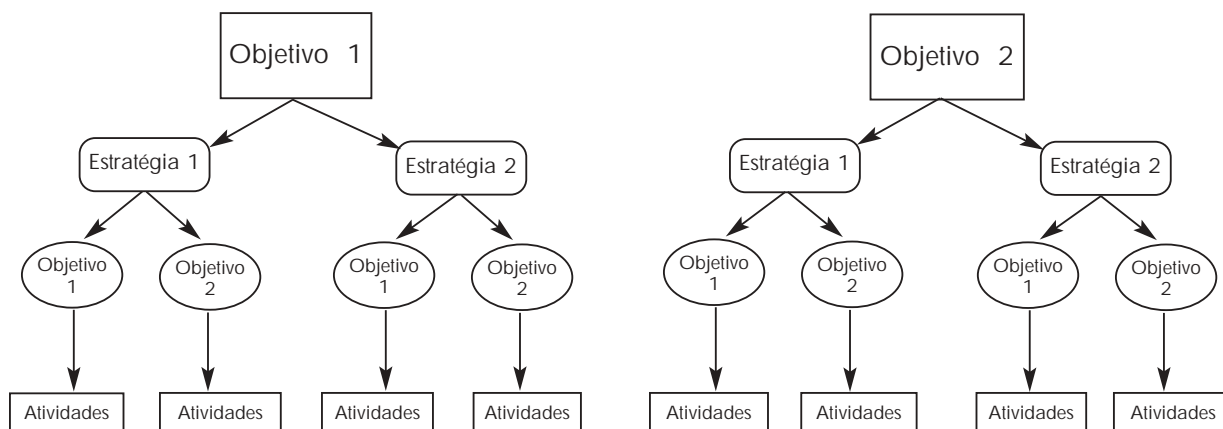 Objetivo 1
Objetivo 2
Estratégia 1
Estratégia 2
Estratégia 1
Estratégia 2
Objetivo
1
Objetivo
2
Objetivo
1
Objetivo
2
Objetivo
1
Objetivo
2
Objetivo
1
Objetivo
2
Atividades
Atividades
Atividades
Atividades
Atividades
Atividades
Atividades
Atividades